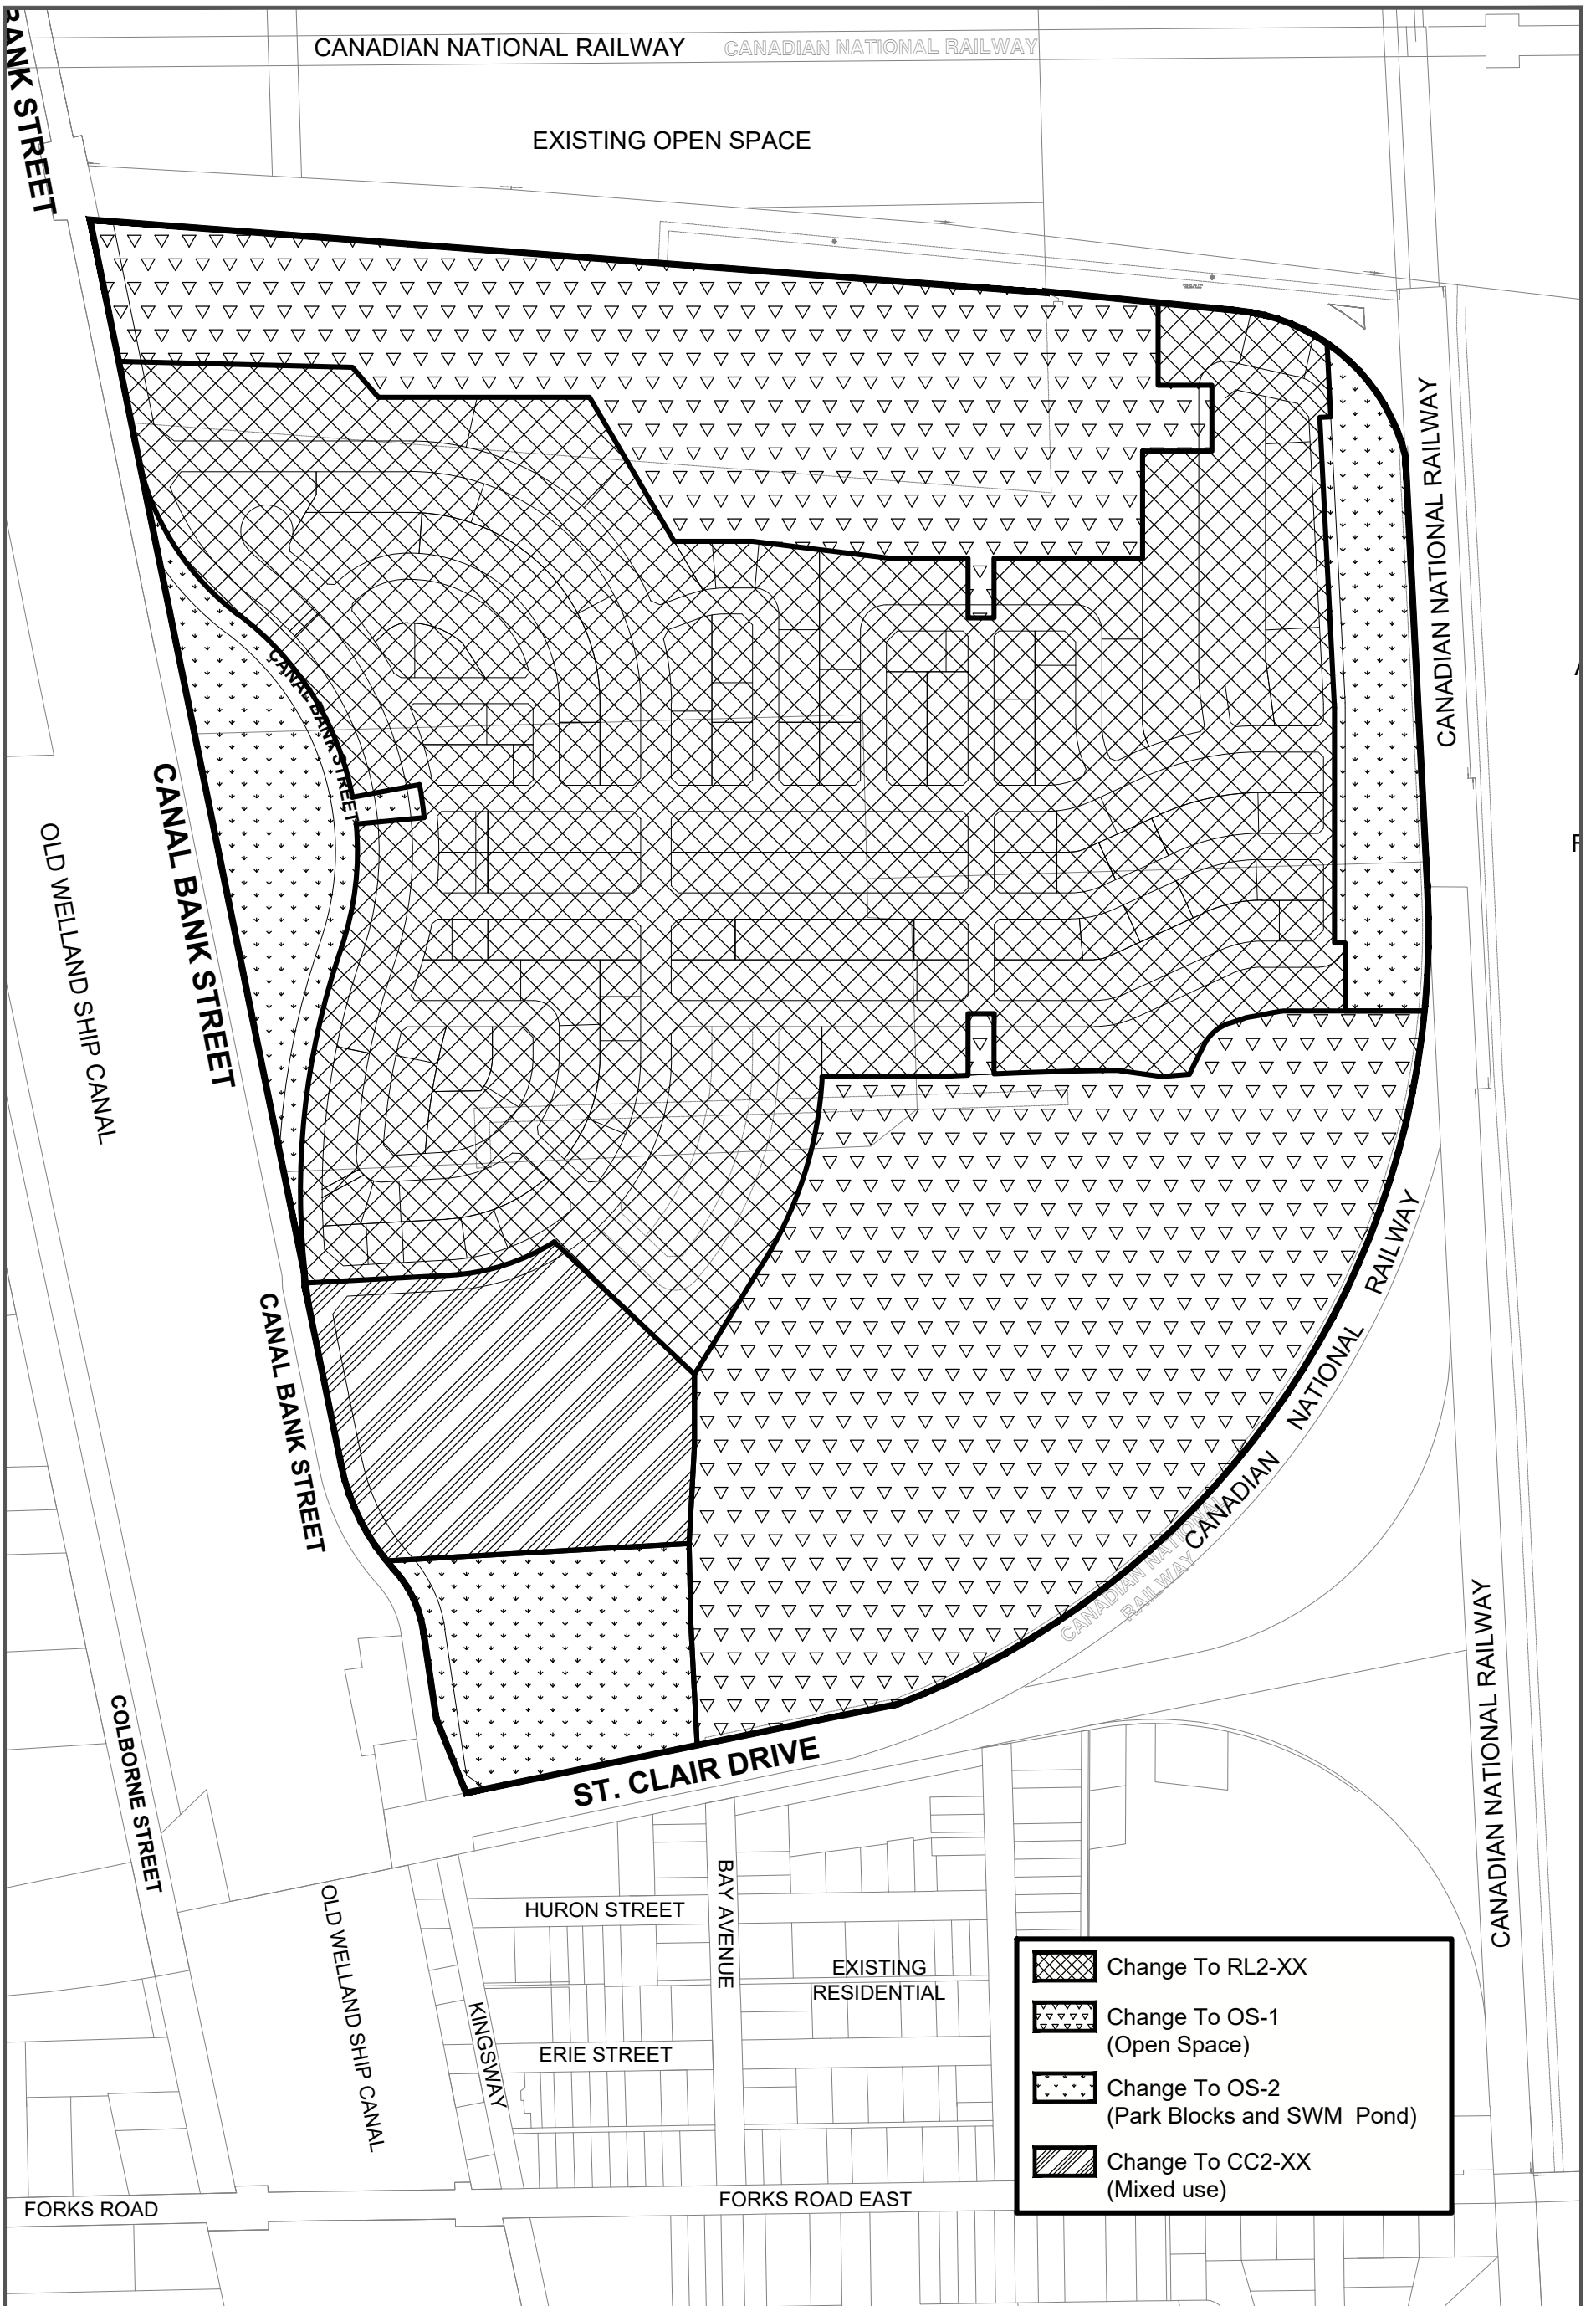 CANADIAN NATIONAL RAILWAY
CANADIAN NATIONAL RAILWAY
BANK STREET
EXISTING OPEN SPACE
CANADIAN NATIONAL RAILWAY
CANAL BANK STREET
CANAL BANK STREET
OLD WELLAND SHIP CANAL
CANAL BANK STREET
CANADIAN NATIONAL RAILWAY
CANADIAN NATIONAL
RAILWAY
CANADIAN NATIONAL RAILWAY
COLBORNE STREET
ST. CLAIR DRIVE
OLD WELLAND SHIP CANAL
HURON STREET
BAY AVENUE
EXISTING
RESIDENTIAL
KINGSWAY
ERIE STREET
FORKS ROAD
FORKS ROAD EAST
Change To RL2-XX
Change To OS-1
(Open Space)
Change To OS-2
(Park Blocks and SWM Pond)
Change To CC2-XX
(Mixed use)